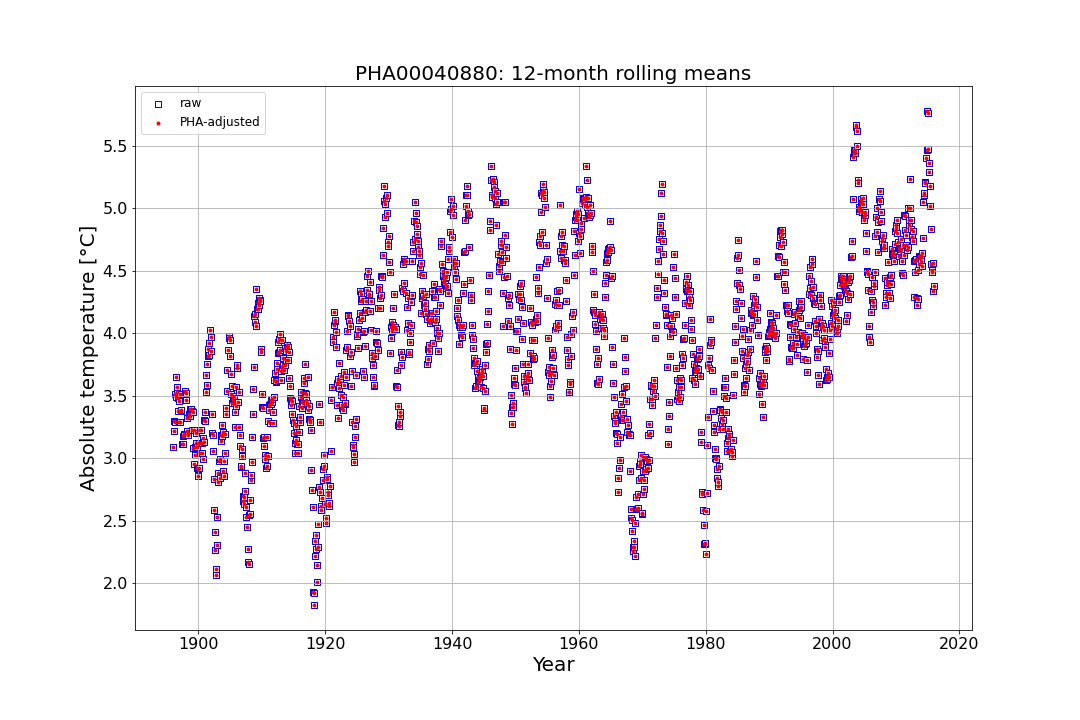 PHA00040880: 12-month rolling means
raw
PHA-adjusted
Absolute temperature [°C]
5.5
5.0
4.5
4.0
3.5
3.0
2.5
2.0
1900 1920 1940 1960 1980 2000 2020
Year